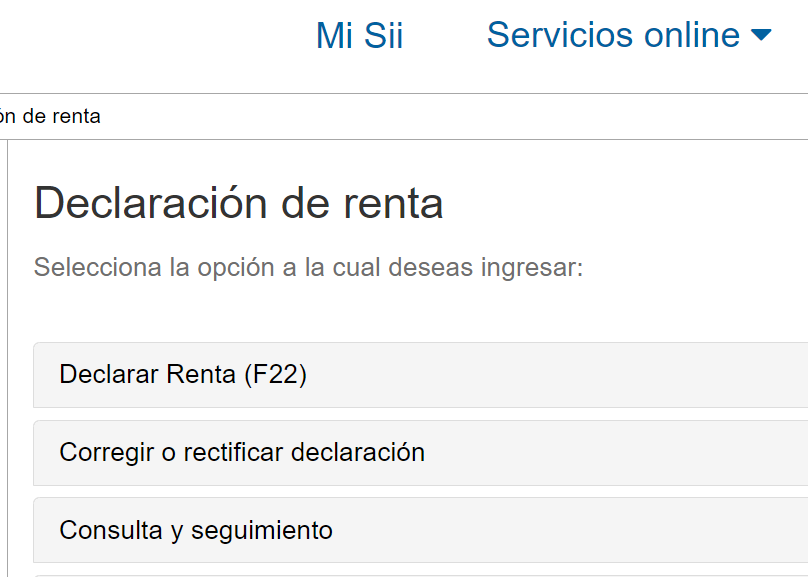 Mi Sii Servicios online
ón de renta
Declaración de renta
Selecciona la opción a la cual deseas ingresar:
Declarar Renta (F22)
Corregir o rectificar declaración
Consulta y seguimiento